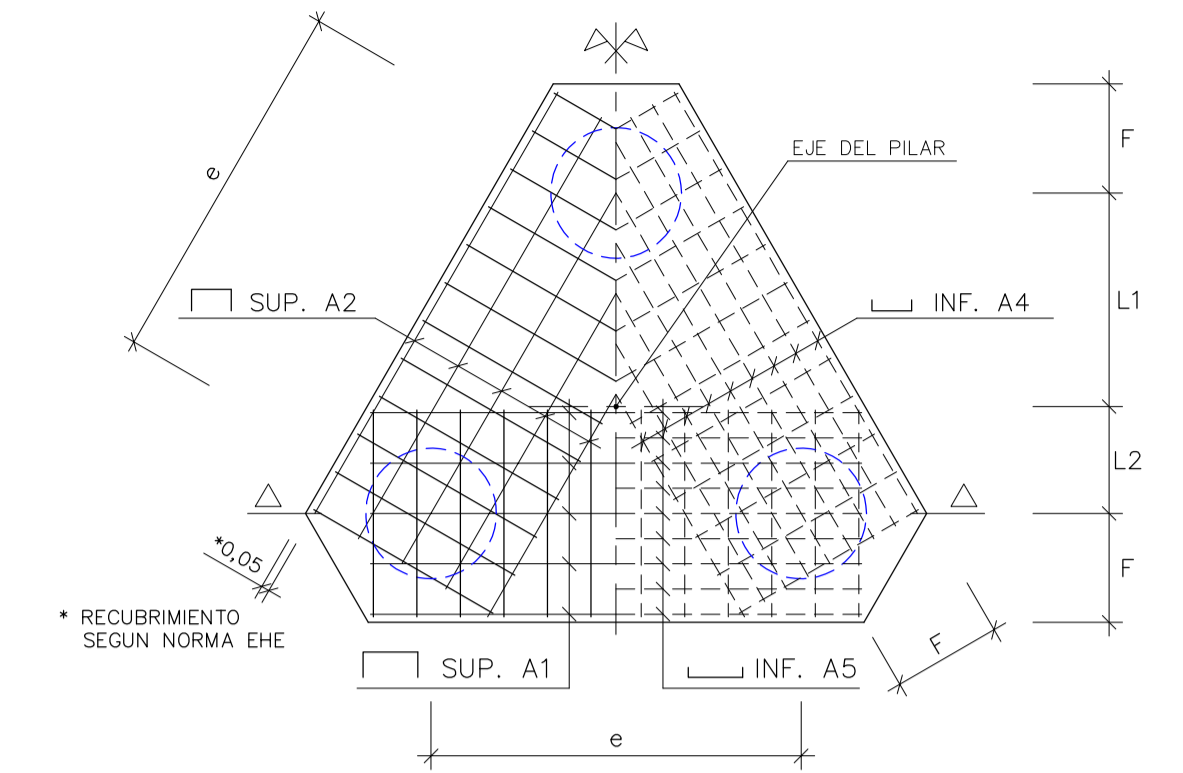 EJE DEL PILAR
F
e
SUP. A2
INF. A4
L1
L2
*0,05
F
* RECUBRIMIENTO
SEGUN NORMA EHE
F
SUP. A1
INF. A5
e